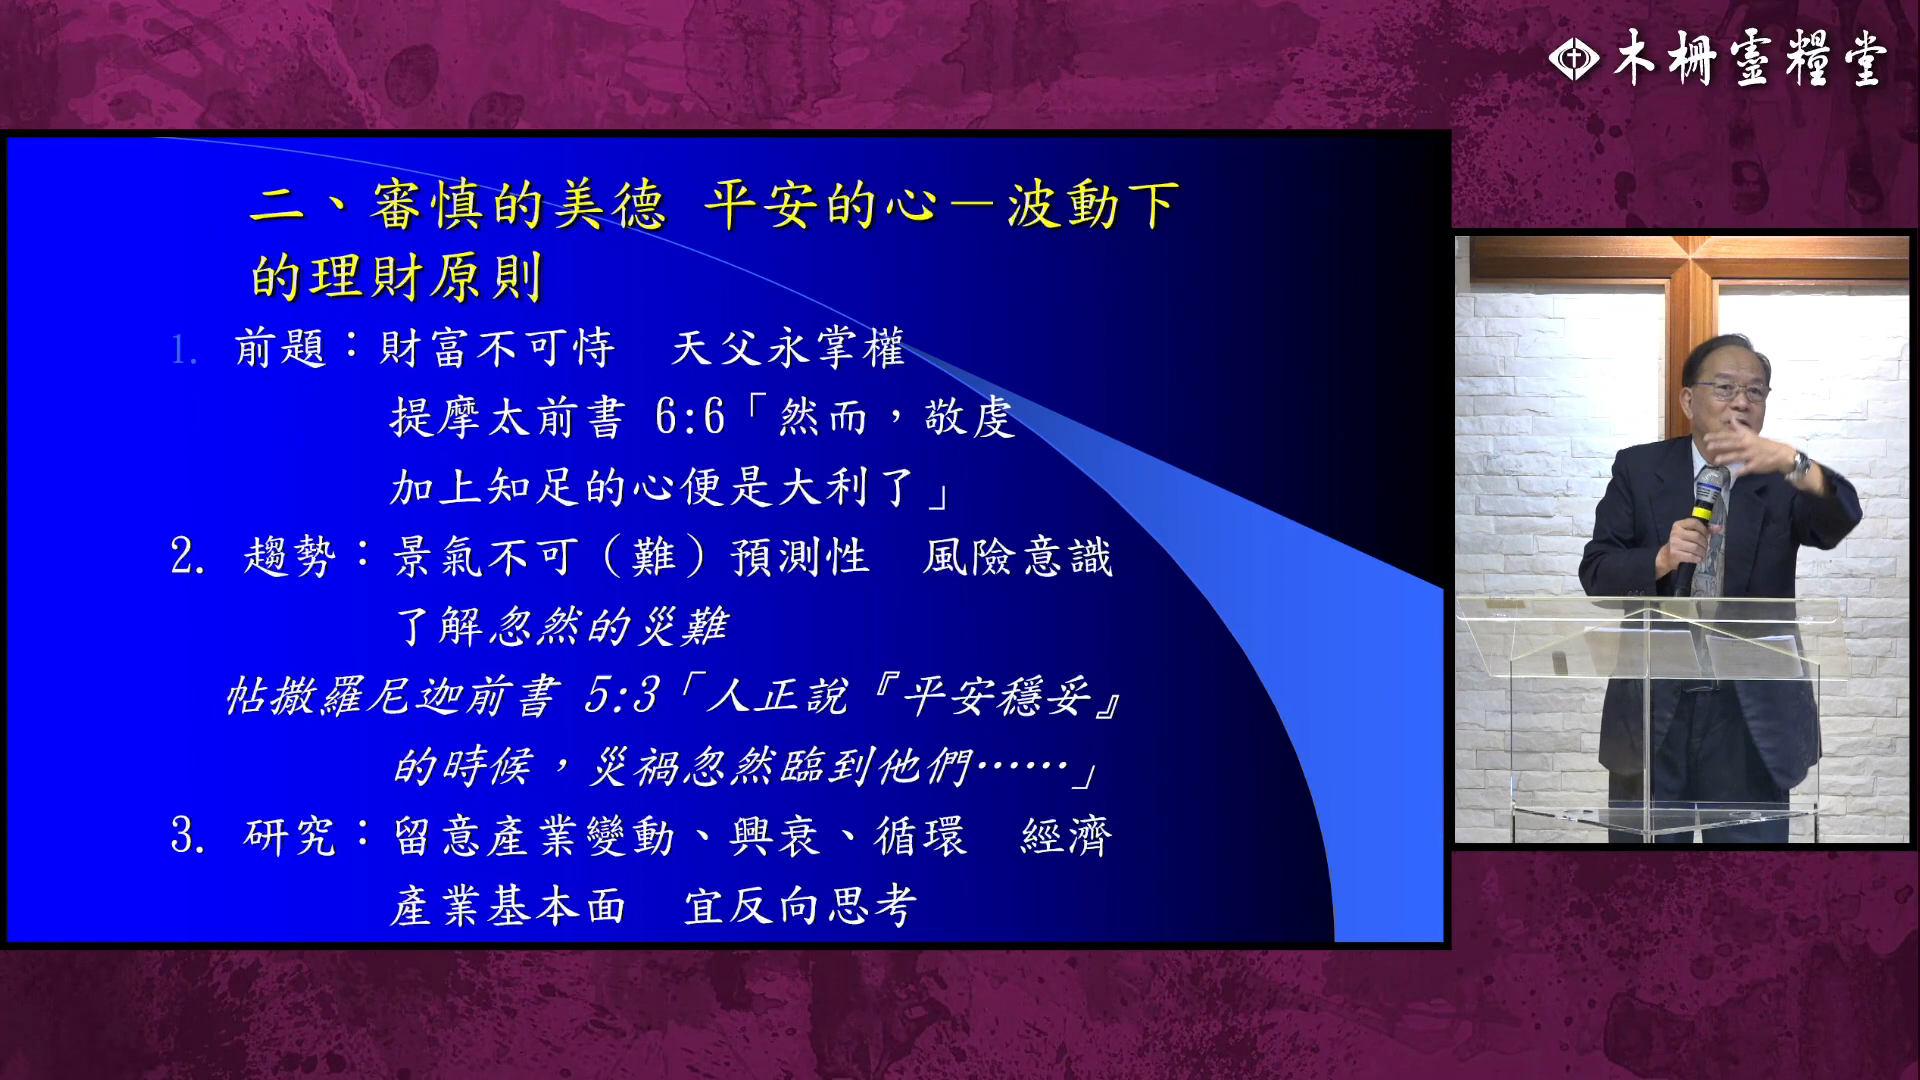 木柵靈糧堂
二、審慎的美德 平安的心－波動下
的理財原則
1. 前題：財富不可恃 天父永掌權
提摩太前書 6:6「然而，敬虔
加上知足的心便是大利了」
2. 趨勢：景氣不可（難）預測性 風險意識
了解忽然的災難
帖撒羅尼迦前書 5:3「人正說『平安穩妥』
的時候，災禍忽然臨到他們……」
3. 研究：留意產業變動、興衰、循環 經濟
產業基本面 宜反向思考